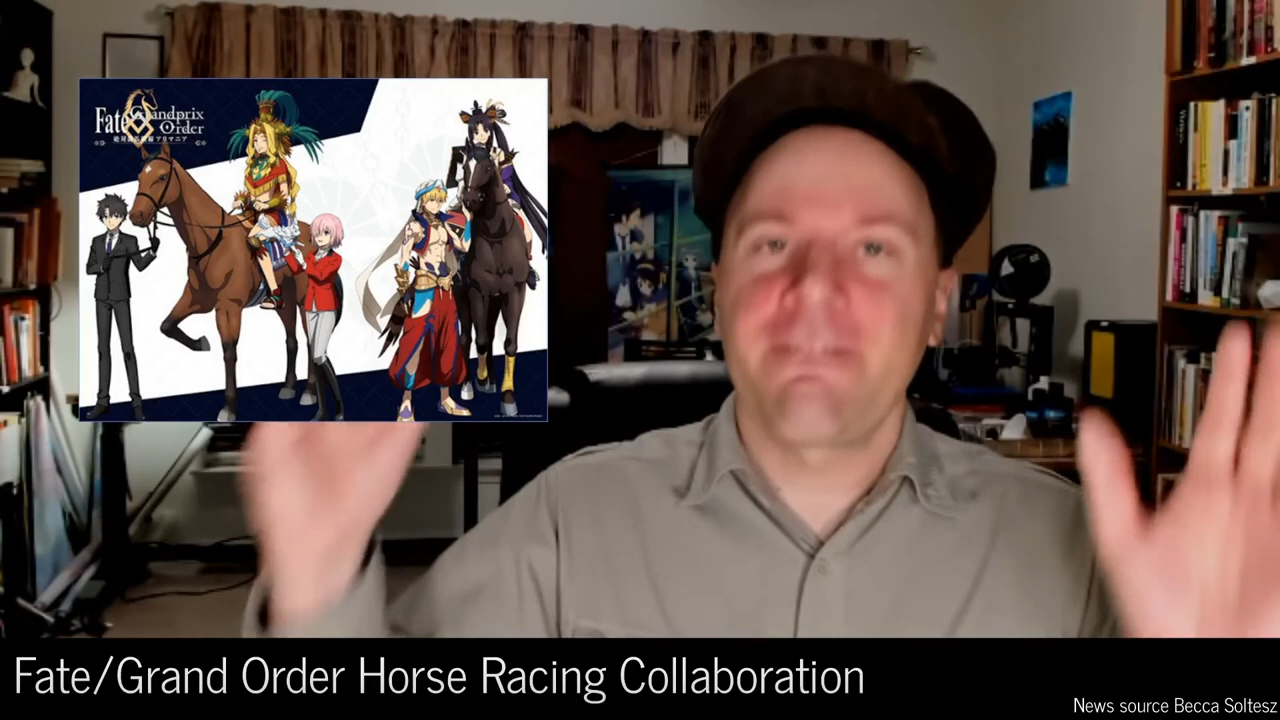 Fate
Grandprix
Order
Fate/Grand Order Horse Racing Collaboration
News source Becca Soltesz